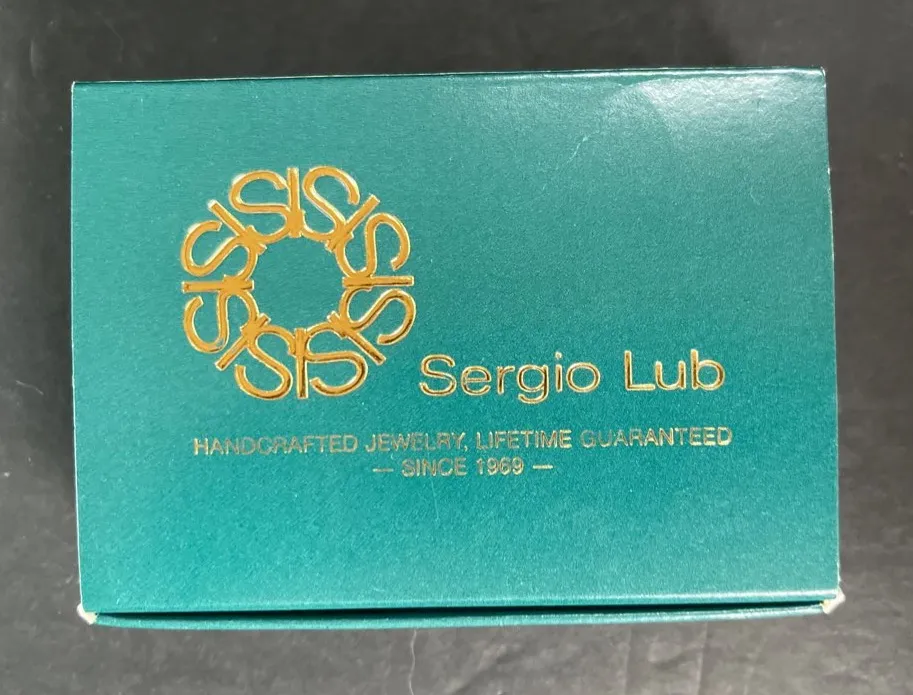 Sergio Lub
HANDCRAFTED JEWELRY, LIFETIME GUARANTEED
— SINCE 1969 —